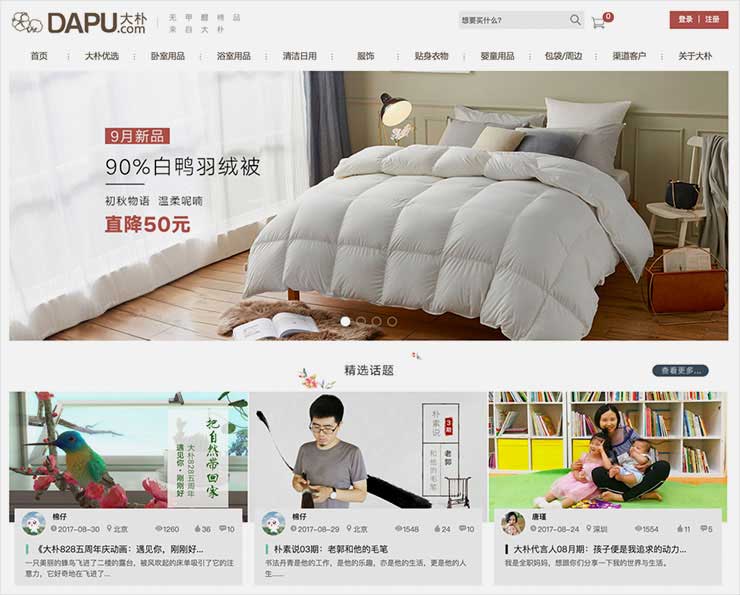 DAPU大朴
.com
无甲醛棉品
来自大朴
想要买什么?
0
登录 | 注册
首页 大朴优选 卧室用品 浴室用品 清洁日用 服饰 贴身衣物 婴童用品 包袋/周边 渠道客户 关于大朴
9月新品
90%白鸭羽绒被
初秋物语 温柔呢喃
直降50元
精选话题
查看更多...
把自然带回家
大朴828五周年
遇见你·刚刚好
棉仔
2017-08-30 北京 1260 36 10
《大朴828五周年庆动画：遇见你，刚刚好...
一只美丽的蜂鸟飞进了二楼的露台，被风吹起的床单吸引了它的注
意力，它好奇地在飞进了...
朴素说
3期
老郭
和他的毛笔
棉仔
2017-08-29 北京 1548 24 10
朴素说03期：老郭和他的毛笔
书法丹青是他的工作，是他的乐趣，亦是他的生活，更是他的人
生......
唐瑾
2017-08-24 深圳 1554 11 5
大朴代言人08月期：孩子便是我追求的动力...
我是全职妈妈，想跟你们分享一下我的世界与生活。